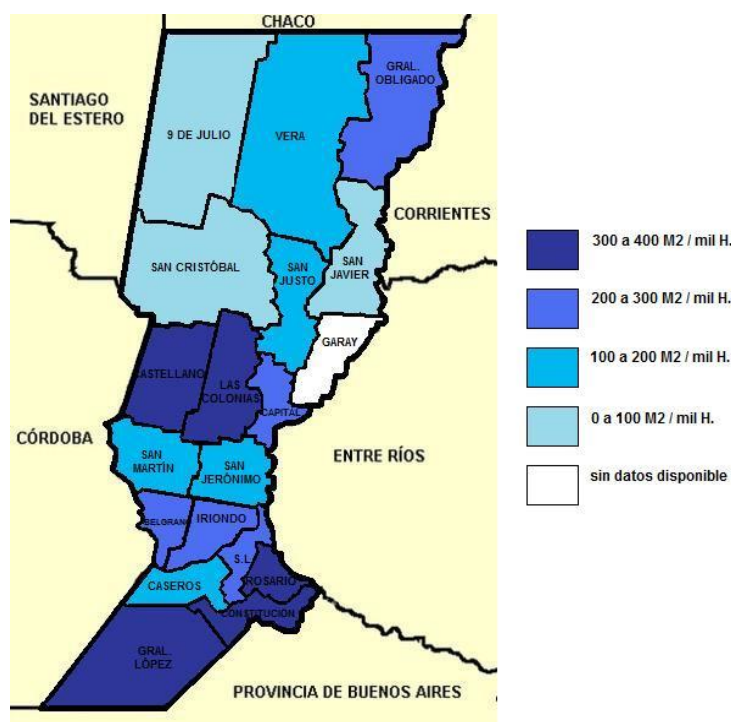 CHACO
GRAL.
OBLIGADO
SANTIAGO
DEL ESTERO
9 DE JULIO
VERA
CORRIENTES
SAN CRISTÓBAL
SAN
JUSTO
SAN
JAVIER
GARAY
CASTELLANO
LAS
COLONIAS
CAPITAL
CÓRDOBA
ENTRE RÍOS
SAN
MARTÍN
SAN
JERÓNIMO
BELGRANO
IRIONDO
S.L.
ROSARIO
CASEROS
CONSTITUCIÓN
GRAL.
LÓPEZ
PROVINCIA DE BUENOS AIRES
300 a 400 M2 / mil H.
200 a 300 M2 / mil H.
100 a 200 M2 / mil H.
0 a 100 M2 / mil H.
sin datos disponible